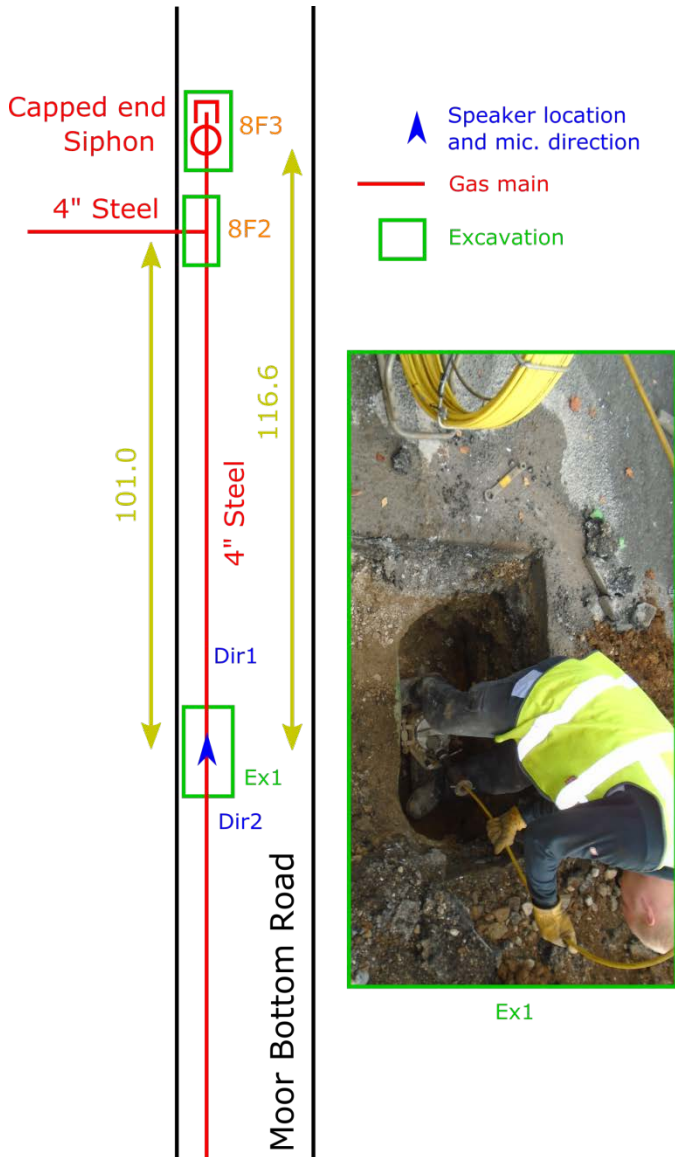 Capped end
Siphon
8F3
4" Steel
8F2
101.0
116.6
4" Steel
Dir1
Ex1
Dir2
Moor Bottom Road
Speaker location
and mic. direction
Gas main
Excavation
Ex1